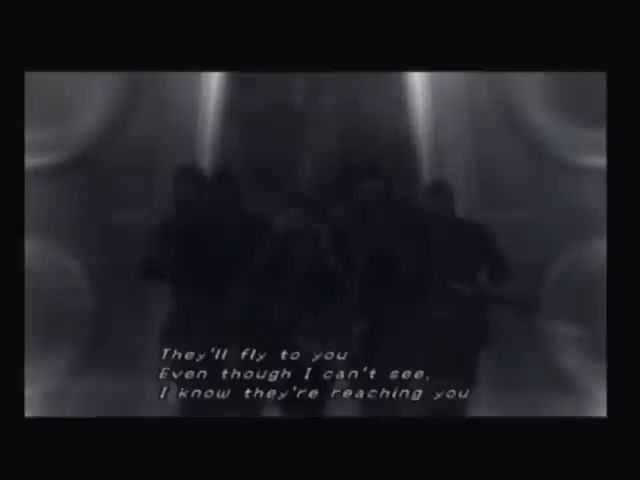 They'll fly to you
Even though I can't see,
I know they're reaching you